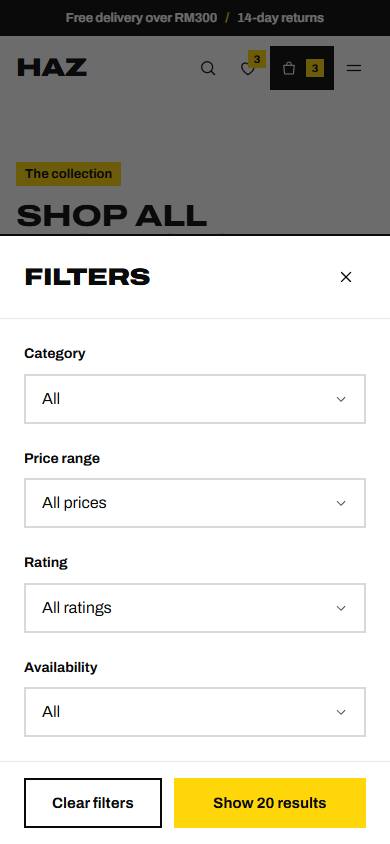 Free delivery over RM300 / 14-day returns
HAZ
3
3
The collection
SHOP ALL
FILTERS
Category
All
Price range
All prices
Rating
All ratings
Availability
All
Clear filters
Show 20 results